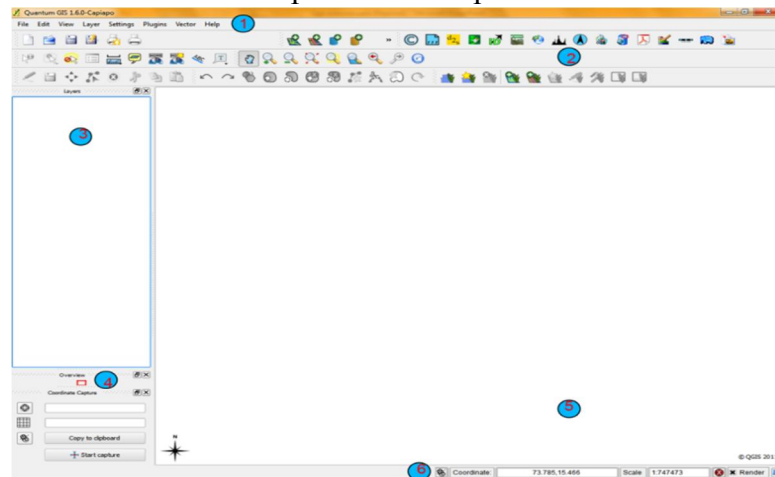 Quantum GIS 1.6.0-Capiapo
File Edit View Layer Settings Plugins Vector Help
1
2
Layers
3
Overview
4
Coordinate Capture
Copy to clipboard
Start capture
5
N
© QGIS 201
6
Coordinate: 73.785,15.466 Scale 1:747473 Render